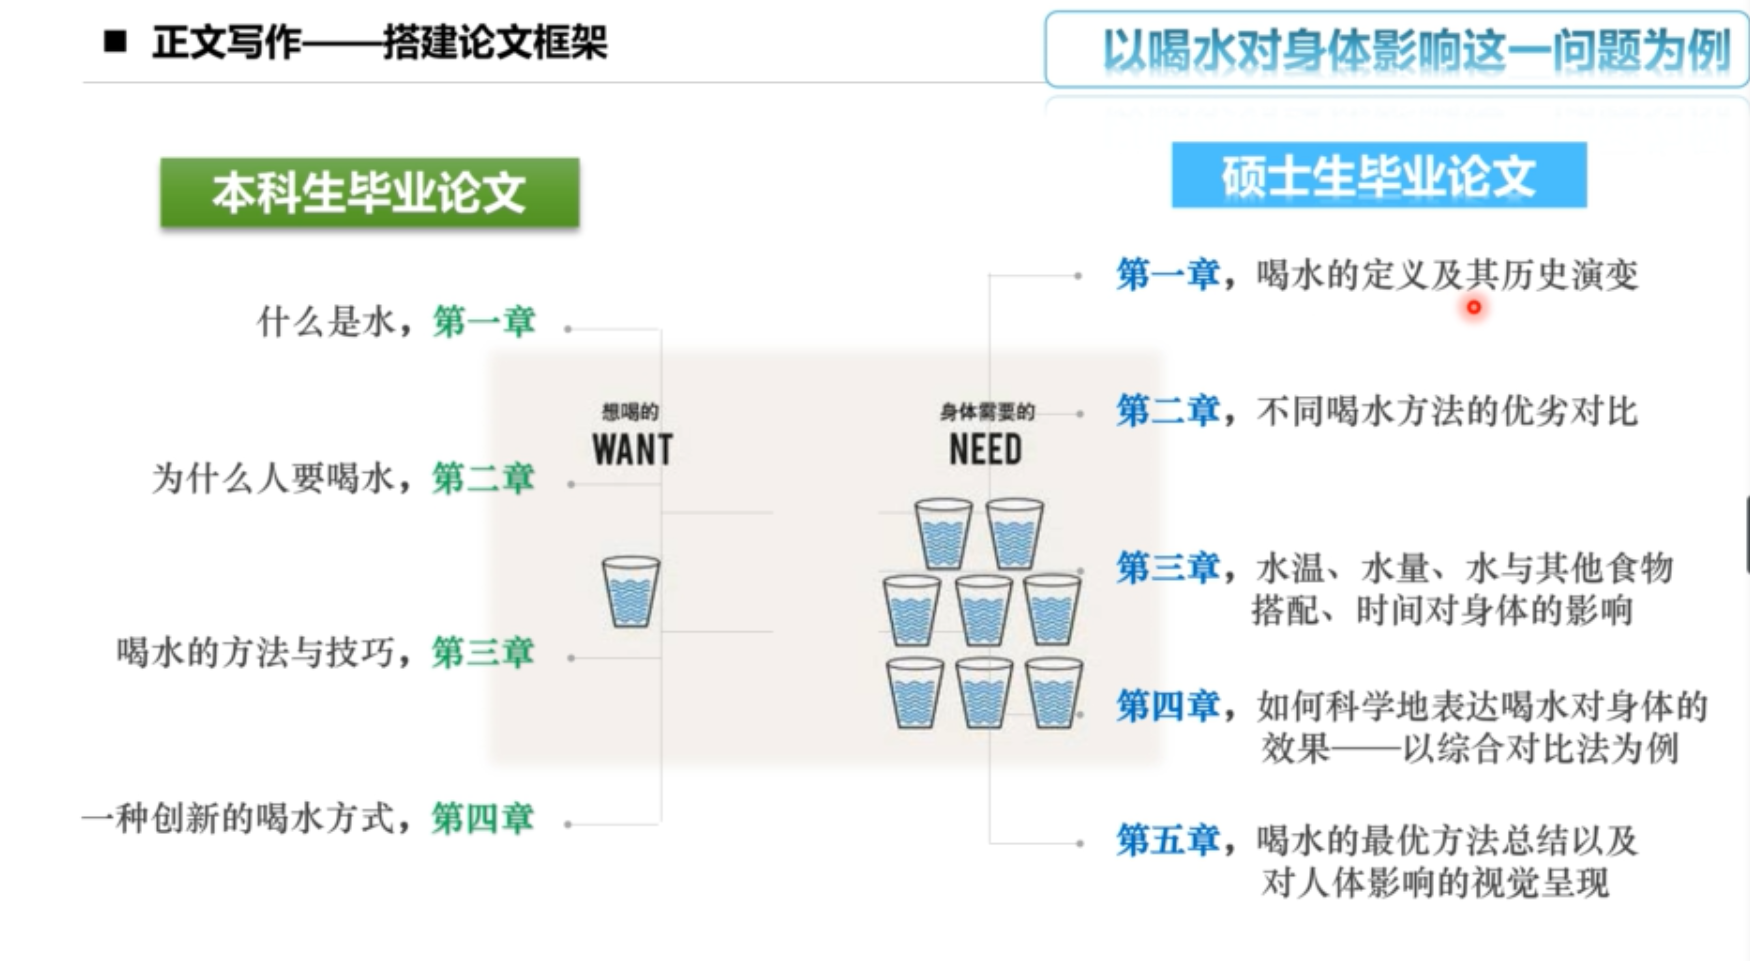 ■ 正文写作——搭建论文框架
以喝水对身体影响这一问题为例
本科生毕业论文
什么是水，第一章
为什么人要喝水，第二章
喝水的方法与技巧，第三章
一种创新的喝水方式，第四章
想喝的
WANT
身体需要的
NEED
硕士生毕业论文
第一章，喝水的定义及其历史演变
第二章，不同喝水方法的优劣对比
第三章，水温、水量、水与其他食物
搭配、时间对身体的影响
第四章，如何科学地表达喝水对身体的
效果——以综合对比法为例
第五章，喝水的最优方法总结以及
对人体影响的视觉呈现